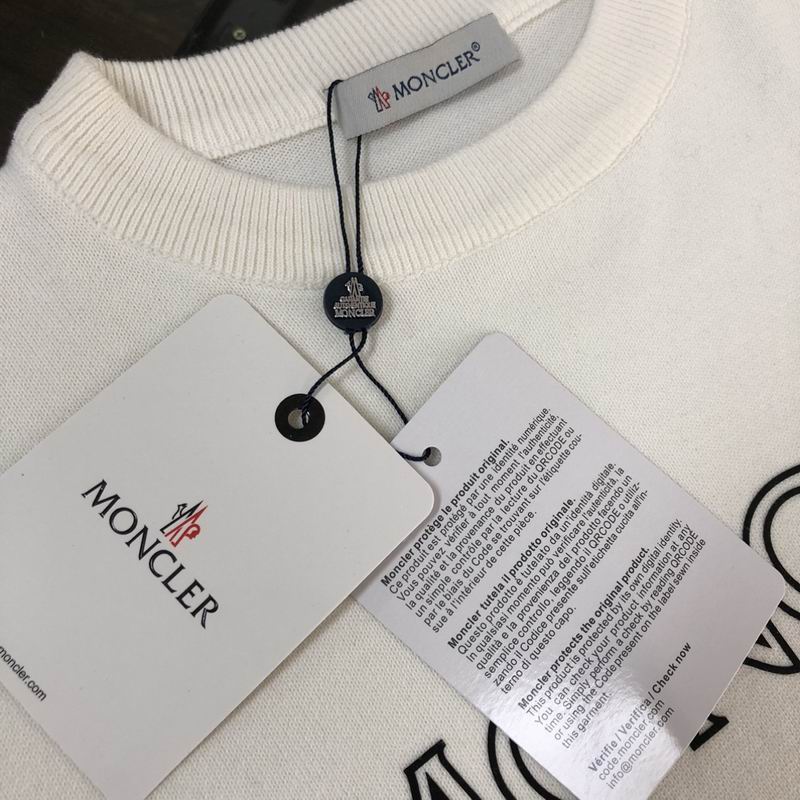 MONCLER®
GARANTIE
AUTHENTIQUE
MONCLER
MONCLER
moncler.com
Moncler protège le produit original.
Ce produit est protégé par une identité numérique.
Vous pouvez vérifier à tout moment l'authenticité,
la qualité et la provenance du produit en effectuant
un simple contrôle par la lecture du QRCODE ou
par le biais du Code se trouvant sur l'étiquette cou-
sue à l'intérieur de cette pièce.
Moncler tutela il prodotto originale.
Questo prodotto è tutelato da un'identità digitale.
In qualsiasi momento puoi verificare l'autenticità, la
qualità e la provenienza del prodotto facendo un
semplice controllo, leggendo QRCODE o utiliz-
zando il Codice presente sull'etichetta cucita all'in-
terno di questo capo.
Moncler protects the original product.
This product is protected by its own digital identity.
You can check your product information at any
time. Simply perform a check by reading QRCODE
or using the Code present on the label sewn inside
this garment.
Vérifie / Verifica / Check now
code.moncler.com
info@moncler.com